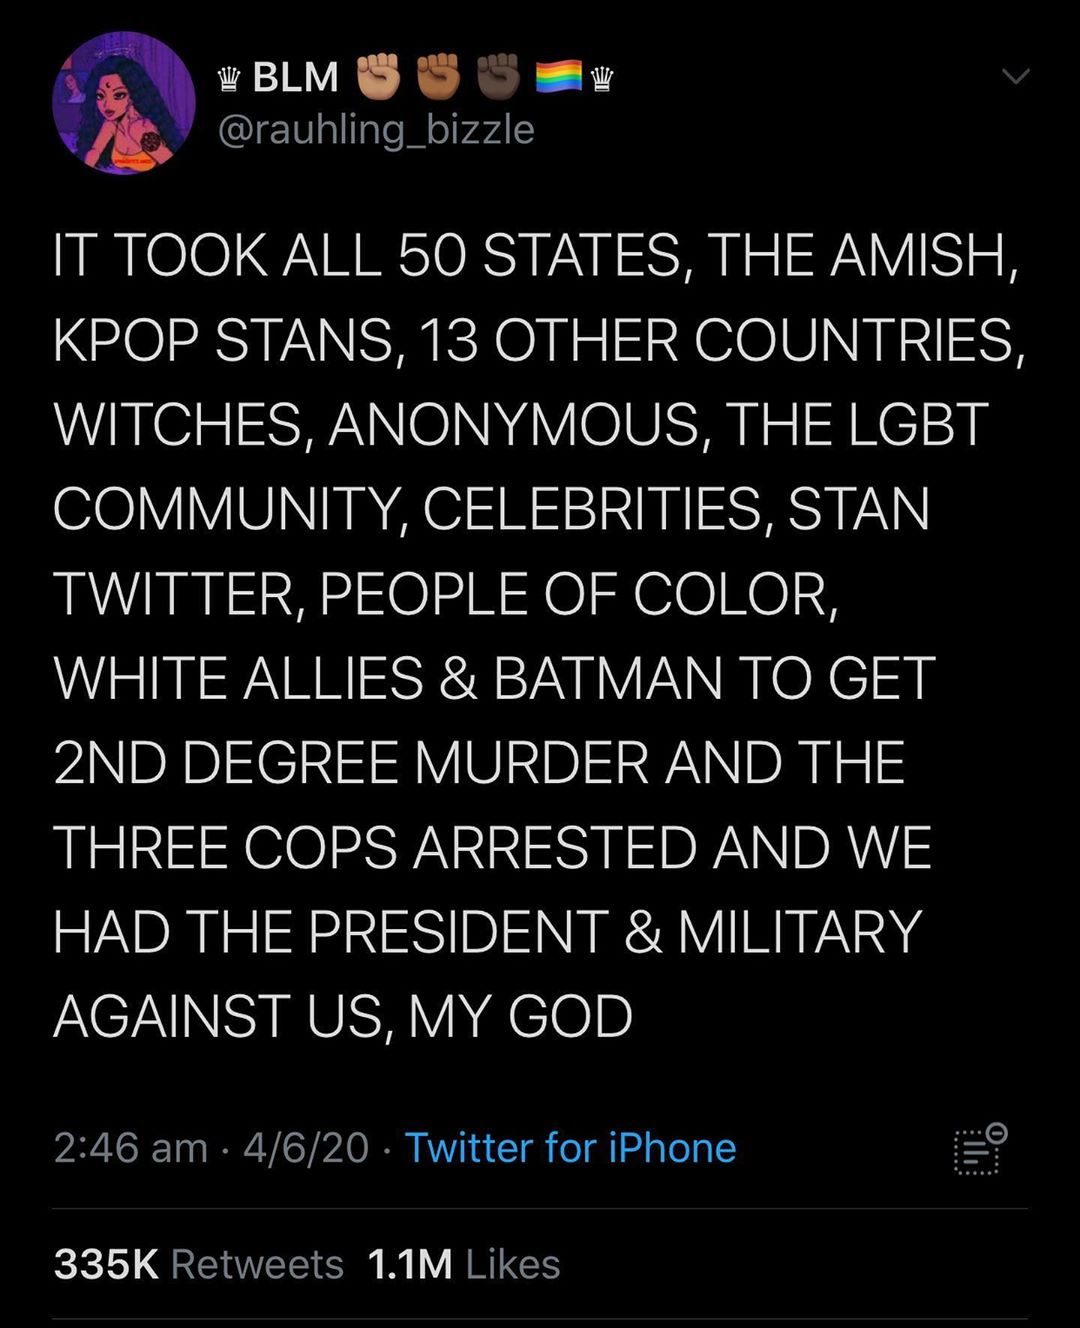 ♕ BLM ✊🏽✊🏾✊🏿🏳️‍🌈♕
@rauhling_bizzle
IT TOOK ALL 50 STATES, THE AMISH,
KPOP STANS, 13 OTHER COUNTRIES,
WITCHES, ANONYMOUS, THE LGBT
COMMUNITY, CELEBRITIES, STAN
TWITTER, PEOPLE OF COLOR,
WHITE ALLIES & BATMAN TO GET
2ND DEGREE MURDER AND THE
THREE COPS ARRESTED AND WE
HAD THE PRESIDENT & MILITARY
AGAINST US, MY GOD
2:46 am · 4/6/20 · Twitter for iPhone
335K Retweets 1.1M Likes